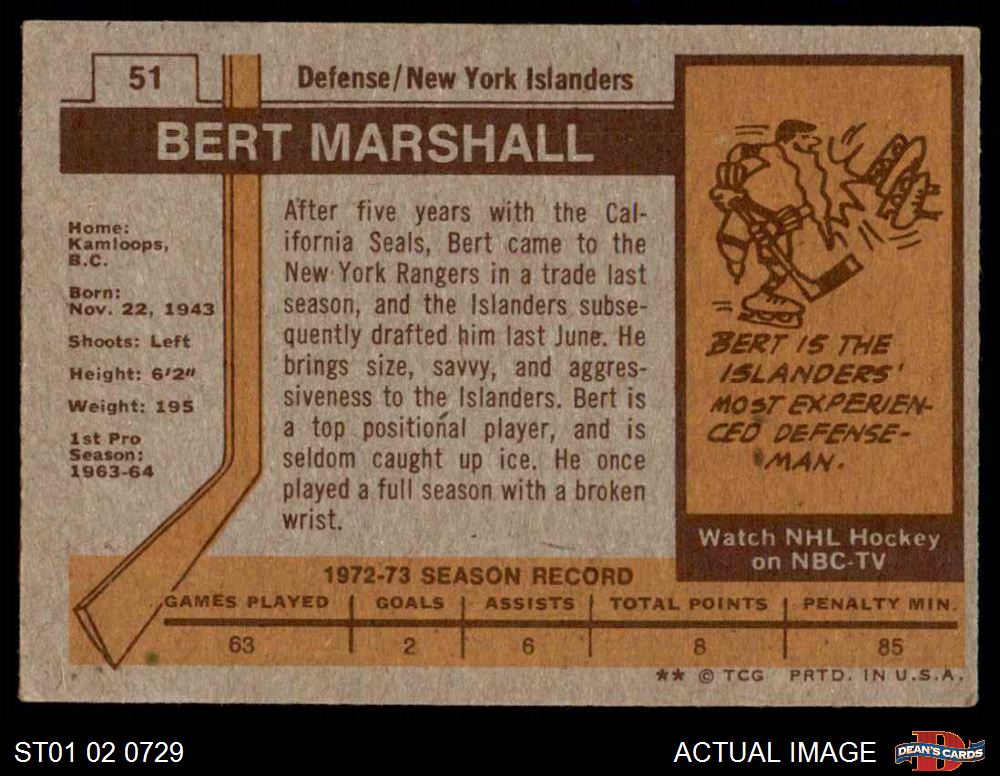 51
Defense/New York Islanders
BERT MARSHALL
Home:
Kamloops,
B.C.
Born:
Nov. 22, 1943
Shoots: Left
Height: 6'2"
Weight: 195
1st Pro
Season:
1963-64
After five years with the Cal-
ifornia Seals, Bert came to the
New York Rangers in a trade last
season, and the Islanders subse-
quently drafted him last June. He
brings size, savvy, and aggres-
siveness to the Islanders. Bert is
a top positional player, and is
seldom caught up ice. He once
played a full season with a broken
wrist.
BERT IS THE
ISLANDERS'
MOST EXPERIEN-
CED DEFENSE-
MAN.
Watch NHL Hockey
on NBC-TV
1972-73 SEASON RECORD
GAMES PLAYED GOALS ASSISTS TOTAL POINTS PENALTY MIN.
63 2 6 8 85
** © TCG PRTD. IN U.S.A.
ST01 02 0729
ACTUAL IMAGE
D
DEAN'S CARDS